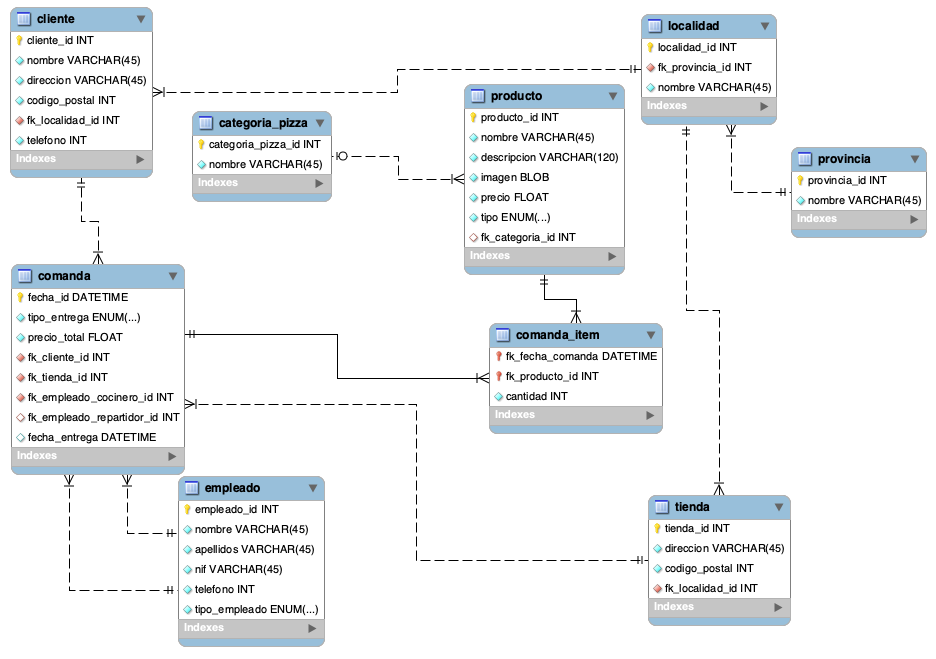 cliente
cliente_id INT
nombre VARCHAR(45)
direccion VARCHAR(45)
codigo_postal INT
fk_localidad_id INT
telefono INT
Indexes
categoria_pizza
categoria_pizza_id INT
nombre VARCHAR(45)
Indexes
producto
producto_id INT
nombre VARCHAR(45)
descripcion VARCHAR(120)
imagen BLOB
precio FLOAT
tipo ENUM(...)
fk_categoria_id INT
Indexes
localidad
localidad_id INT
fk_provincia_id INT
nombre VARCHAR(45)
Indexes
provincia
provincia_id INT
nombre VARCHAR(45)
Indexes
comanda
fecha_id DATETIME
tipo_entrega ENUM(...)
precio_total FLOAT
fk_cliente_id INT
fk_tienda_id INT
fk_empleado_cocinero_id INT
fk_empleado_repartidor_id INT
fecha_entrega DATETIME
Indexes
comanda_item
fk_fecha_comanda DATETIME
fk_producto_id INT
cantidad INT
Indexes
empleado
empleado_id INT
nombre VARCHAR(45)
apellidos VARCHAR(45)
nif VARCHAR(45)
telefono INT
tipo_empleado ENUM(...)
Indexes
tienda
tienda_id INT
direccion VARCHAR(45)
codigo_postal INT
fk_localidad_id INT
Indexes